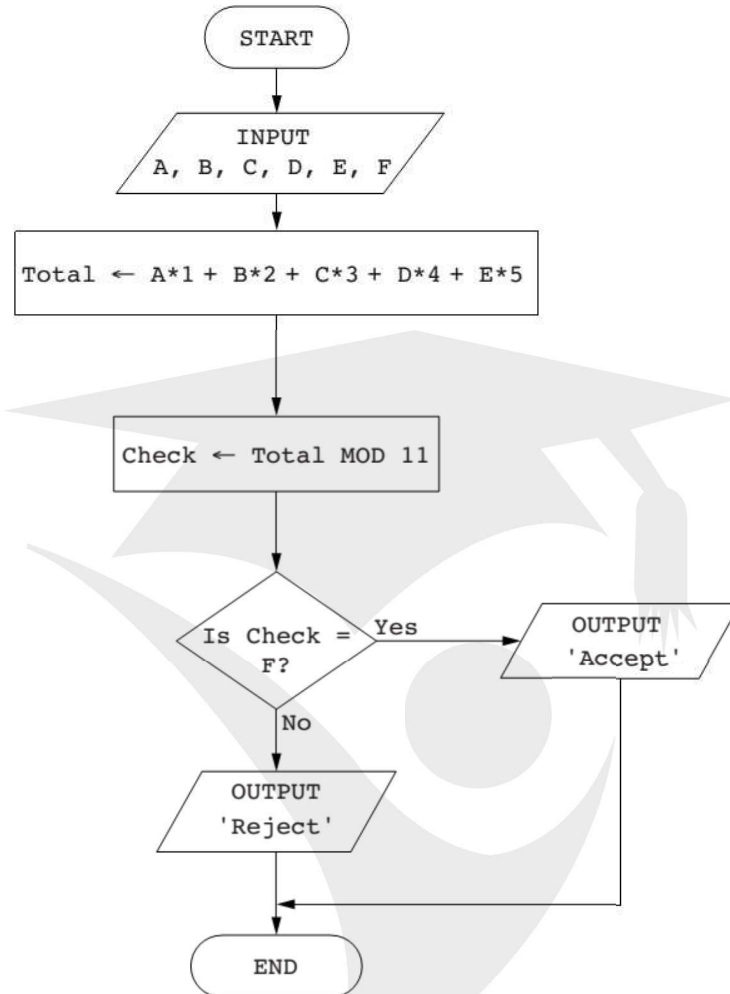 START
INPUT
A, B, C, D, E, F
Total ← A*1 + B*2 + C*3 + D*4 + E*5
Check ← Total MOD 11
Is Check =
F?
Yes
OUTPUT
'Accept'
No
OUTPUT
'Reject'
END